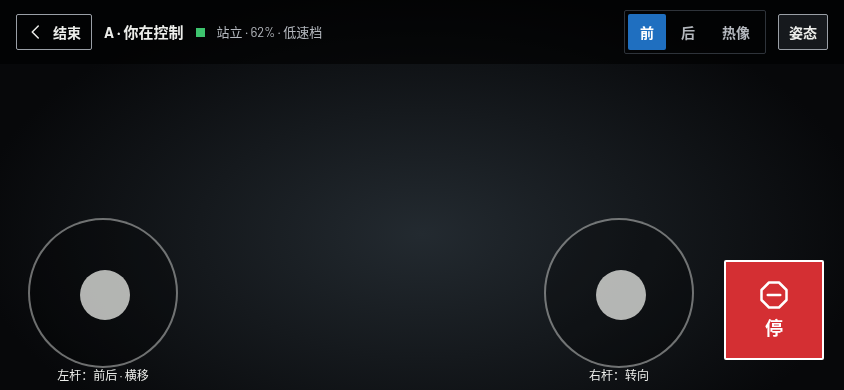 结束
A · 你在控制
站立 · 62% · 低速档
前
后
热像
姿态
停
左杆：前后 · 横移
右杆：转向